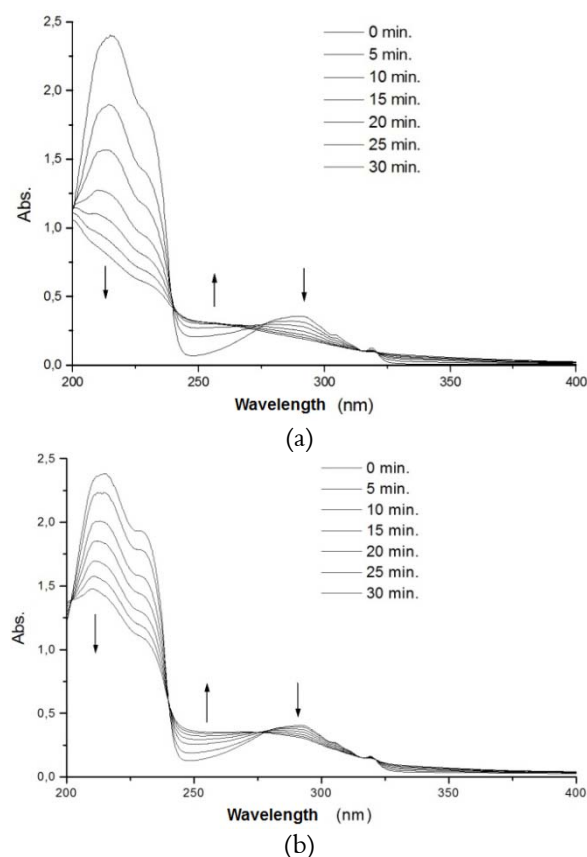 2,5
2,0
1,5
1,0
0,5
0,0
Abs.
0 min.
5 min.
10 min.
15 min.
20 min.
25 min.
30 min.
200 250 300 350 400
Wavelength (nm)
(a)
2,5
2,0
1,5
1,0
0,5
0,0
Abs.
0 min.
5 min.
10 min.
15 min.
20 min.
25 min.
30 min.
200 250 300 350 400
Wavelength (nm)
(b)